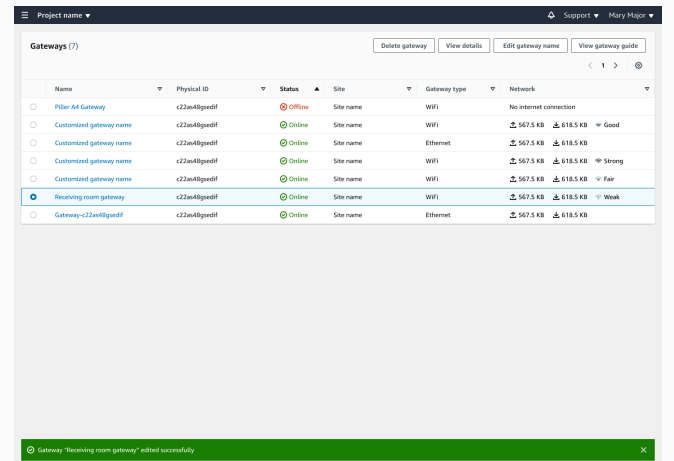 Project name Support Mary Major
Gateways (7) Delete gateway View details Edit gateway name View gateway guide
1
Name Physical ID Status Site Gateway type Network
Piller A4 Gateway c22as48gsedif Offline Site name WiFi No internet connection
Customized gateway name c22as48gsedif Online Site name WiFi 567.5 KB 618.5 KB Good
Customized gateway name c22as48gsedif Online Site name Ethernet 567.5 KB 618.5 KB
Customized gateway name c22as48gsedif Online Site name WiFi 567.5 KB 618.5 KB Strong
Customized gateway name c22as48gsedif Online Site name WiFi 567.5 KB 618.5 KB Fair
Receiving room gateway c22as48gsedif Online Site name WiFi 567.5 KB 618.5 KB Weak
Gateway-c22as48gsedif c22as48gsedif Online Site name Ethernet 567.5 KB 618.5 KB
Gateway "Receiving room gateway" edited successfully